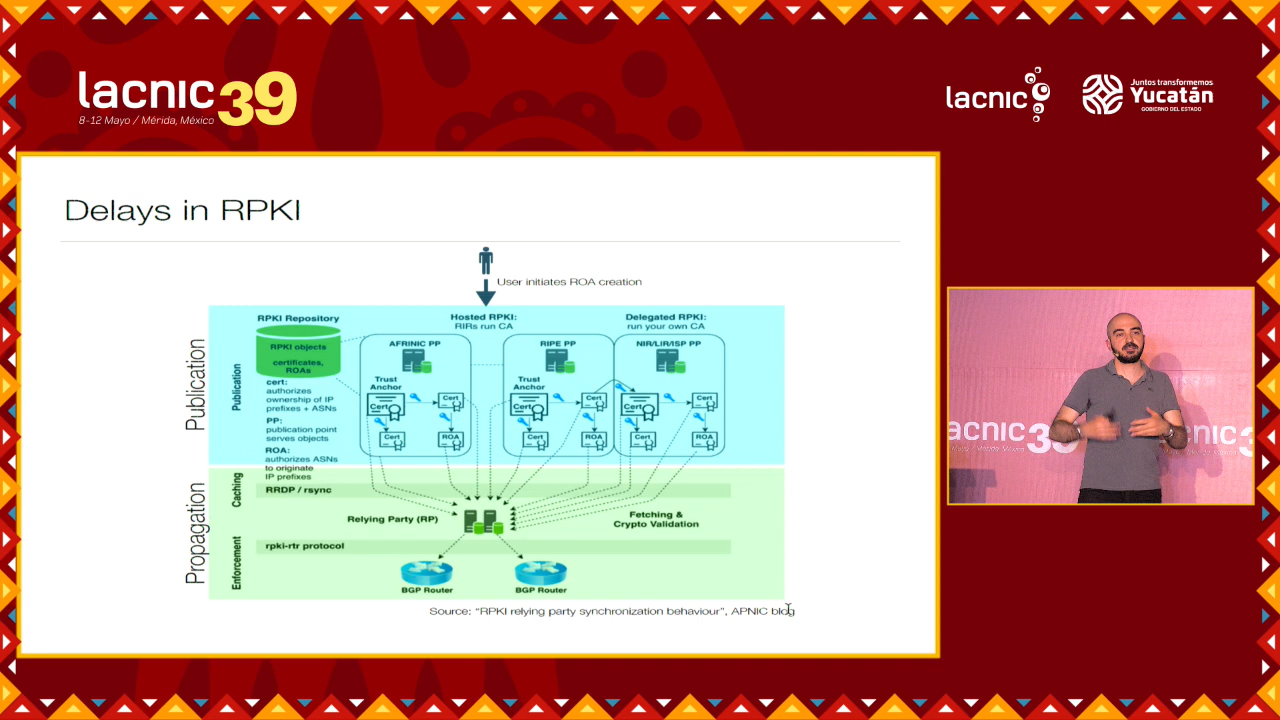 lacnic39
8-12 Mayo / Mérida, México
lacnic
Juntos transformemos
Yucatán
GOBIERNO DEL ESTADO
Delays in RPKI
User initiates ROA creation
Publication
Propagation
Publication
Caching
Enforcement
RPKI Repository
RPKI objects
certificates,
ROAs
cert:
authorizes
ownership of IP
prefixes + ASNs
PP:
publication point
serves objects
ROA:
authorizes ASNs
to originate
IP prefixes
Hosted RPKI:
RIRs run CA
Delegated RPKI:
run your own CA
AFRINIC PP
Trust
Anchor
Cert
Cert
Cert
ROA
RIPE PP
Trust
Anchor
Cert
Cert
Cert
ROA
NIR/LIR/ISP PP
Cert
Cert
Cert
ROA
RRDP / rsync
Relying Party (RP)
Fetching &
Crypto Validation
rpki-rtr protocol
BGP Router
BGP Router
Source: “RPKI relying party synchronization behaviour”, APNIC blog
acnic39
nic3